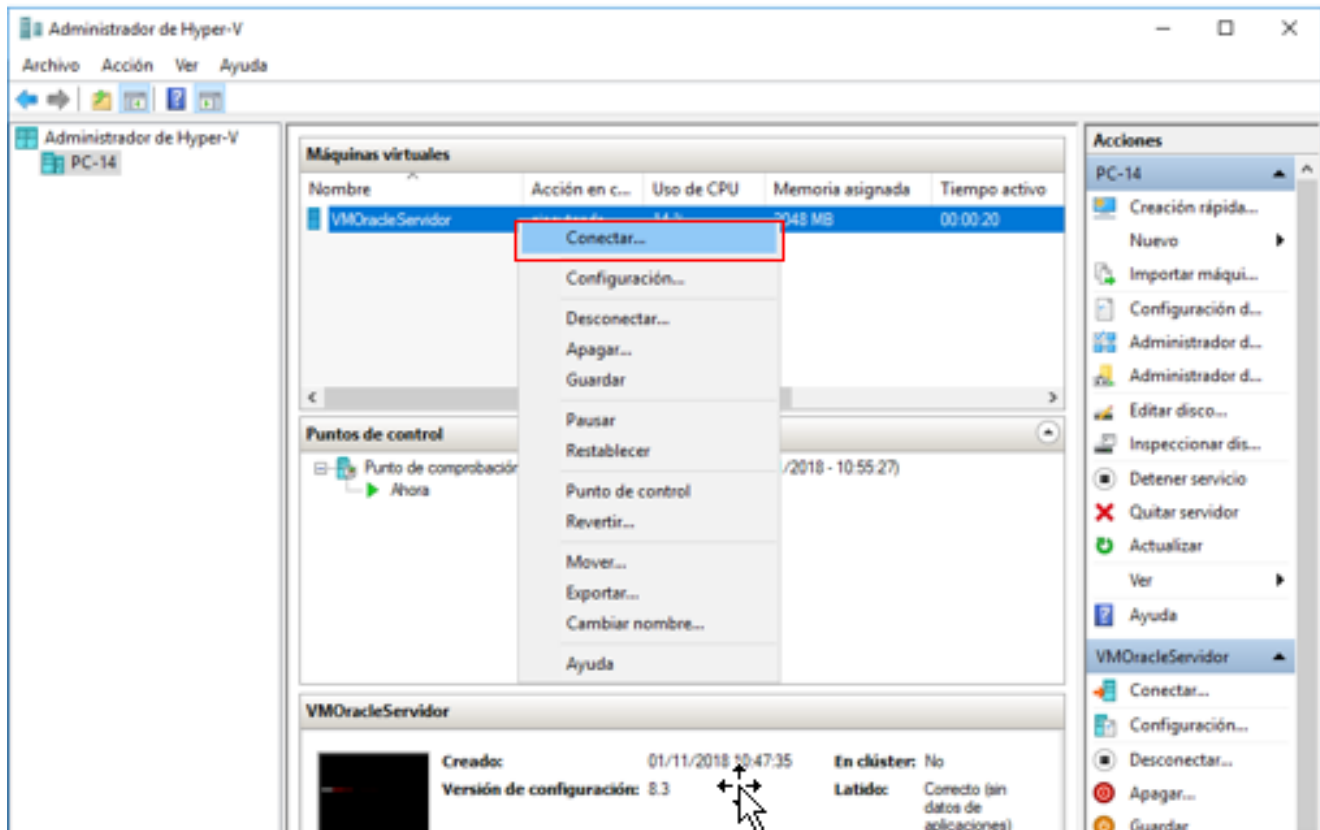 Administrador de Hyper-V
Archivo Acción Ver Ayuda
Administrador de Hyper-V
PC-14
Máquinas virtuales
Nombre Acción en c... Uso de CPU Memoria asignada Tiempo activo
VMOracleServidor 2048 MB 00:00:20
Conectar...
Configuración...
Desconectar...
Apagar...
Guardar
Pausar
Restablecer
Punto de control
Revertir...
Mover...
Exportar...
Cambiar nombre...
Ayuda
Puntos de control
Punto de comprobación /2018 - 10:55:27)
Ahora
VMOracleServidor
Creado: 01/11/2018 10:47:35 En clúster: No
Versión de configuración: 8.3 Latido: Correcto (sin
datos de
aplicaciones)
Acciones
PC-14
Creación rápida...
Nuevo
Importar máqui...
Configuración d...
Administrador d...
Administrador d...
Editar disco...
Inspeccionar dis...
Detener servicio
Quitar servidor
Actualizar
Ver
Ayuda
VMOracleServidor
Conectar...
Configuración...
Desconectar...
Apagar...
Guardar